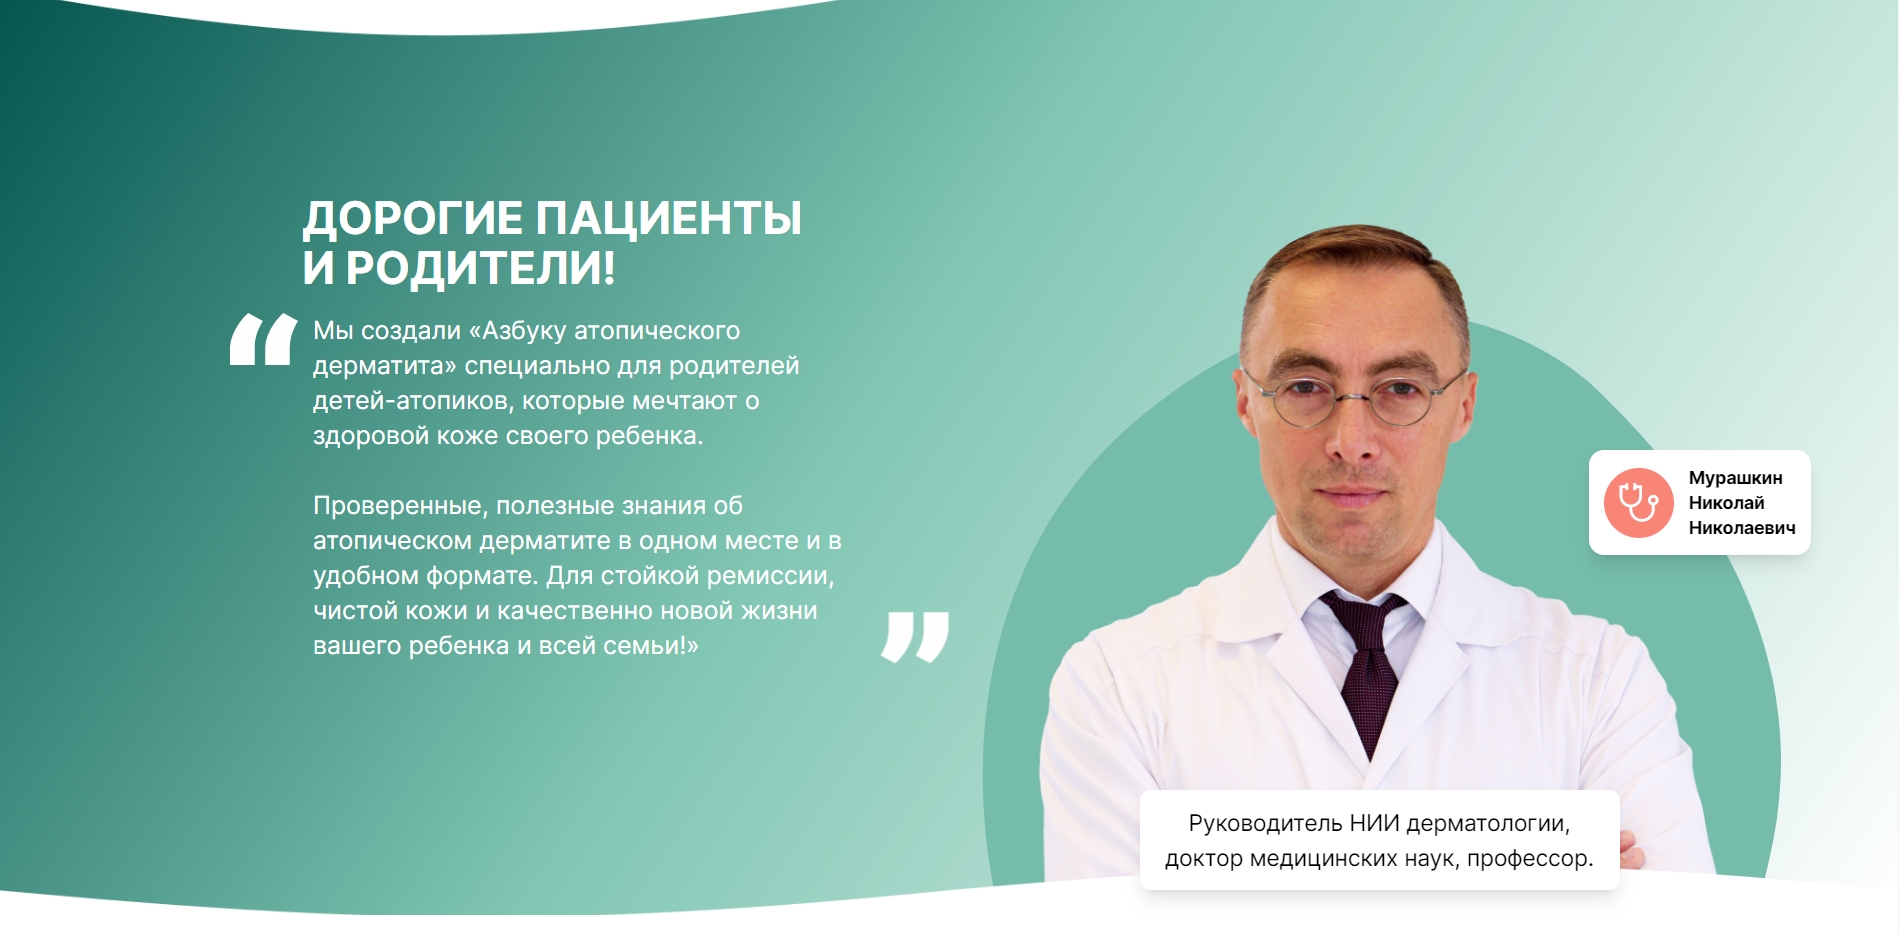 ДОРОГИЕ ПАЦИЕНТЫ
И РОДИТЕЛИ!
“
Мы создали «Азбуку атопического
дерматита» специально для родителей
детей-атопиков, которые мечтают о
здоровой коже своего ребенка.
Проверенные, полезные знания об
атопическом дерматите в одном месте и в
удобном формате. Для стойкой ремиссии,
чистой кожи и качественно новой жизни
вашего ребенка и всей семьи!»
”
Мурашкин
Николай
Николаевич
Руководитель НИИ дерматологии,
доктор медицинских наук, профессор.